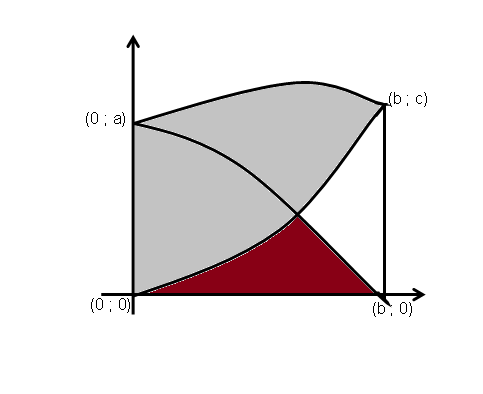 (b ; c)
(0 ; a)
(0 ; 0)
(b ; 0)